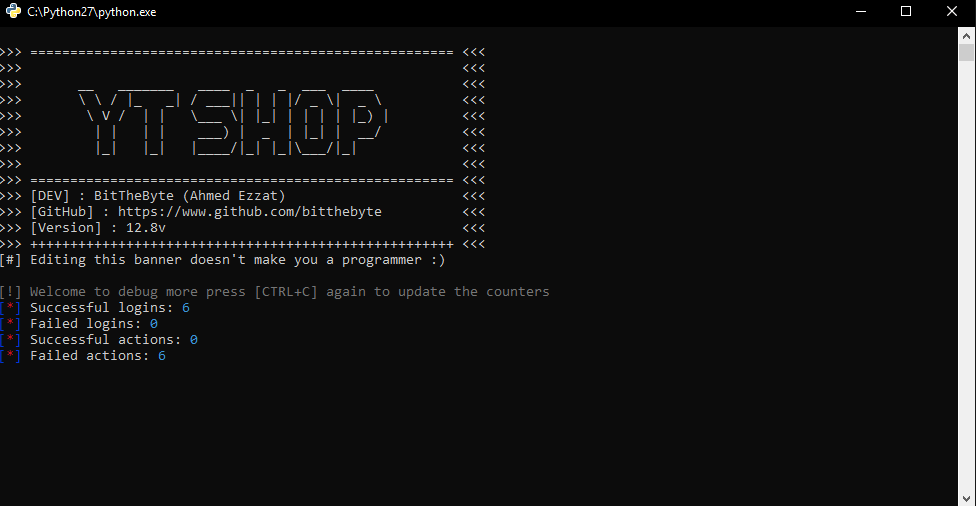 C:\Python27\python.exe
>>> ===================================================== <<<
>>> <<<
>>> YT SHOP <<<
>>> <<<
>>> <<<
>>> <<<
>>> <<<
>>> <<<
>>> ===================================================== <<<
>>> [DEV] : BitTheByte (Ahmed Ezzat) <<<
>>> [GitHub] : https://www.github.com/bitthebyte <<<
>>> [Version] : 12.8v <<<
>>> +++++++++++++++++++++++++++++++++++++++++++++++++++++ <<<
[#] Editing this banner doesn't make you a programmer :)
[!] Welcome to debug more press [CTRL+C] again to update the counters
[*] Successful logins: 6
[*] Failed logins: 0
[*] Successful actions: 0
[*] Failed actions: 6